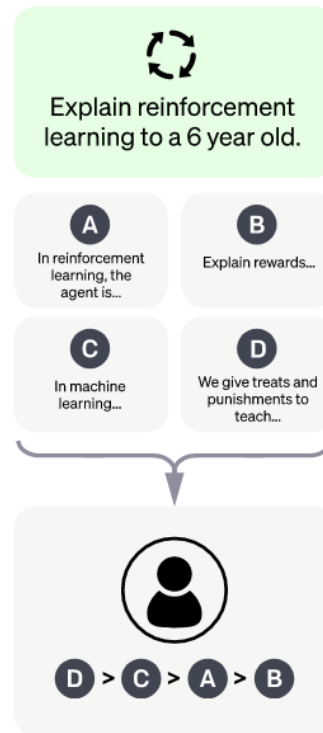 Explain reinforcement
learning to a 6 year old.
A
In reinforcement
learning, the
agent is...
B
Explain rewards...
C
In machine
learning...
D
We give treats and
punishments to
teach...
D > C > A > B